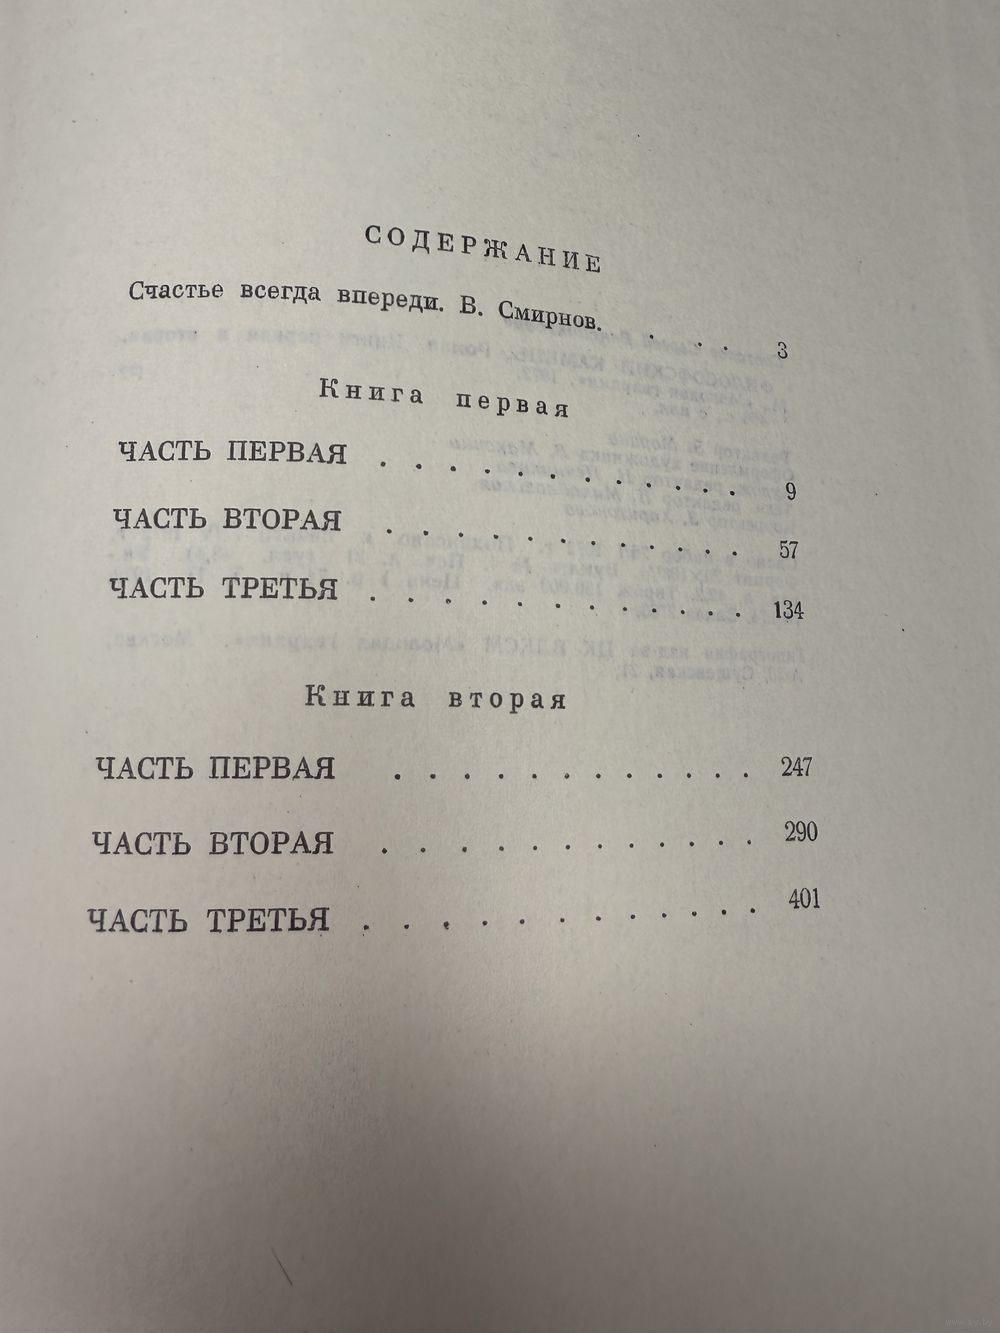 СОДЕРЖАНИЕ
Счастье всегда впереди. В. Смирнов. . . . 3
Книга первая
ЧАСТЬ ПЕРВАЯ . . . . . . . . . . . 9
ЧАСТЬ ВТОРАЯ . . . . . . . . . . . 57
ЧАСТЬ ТРЕТЬЯ . . . . . . . . . . . 134
Книга вторая
ЧАСТЬ ПЕРВАЯ . . . . . . . . . . . 247
ЧАСТЬ ВТОРАЯ . . . . . . . . . . . 290
ЧАСТЬ ТРЕТЬЯ . . . . . . . . . . . 401